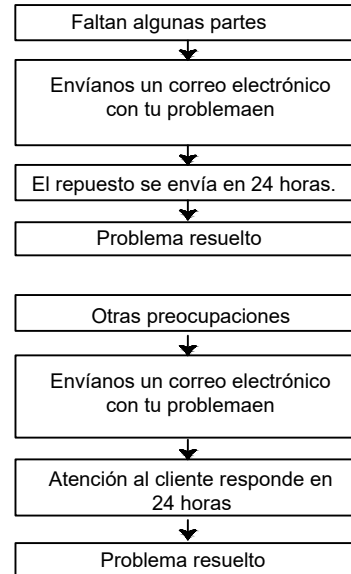 Faltan algunas partes
Envíanos un correo electrónico
con tu problemaen
El repuesto se envía en 24 horas.
Problema resuelto
Otras preocupaciones
Envíanos un correo electrónico
con tu problemaen
Atención al cliente responde en
24 horas
Problema resuelto